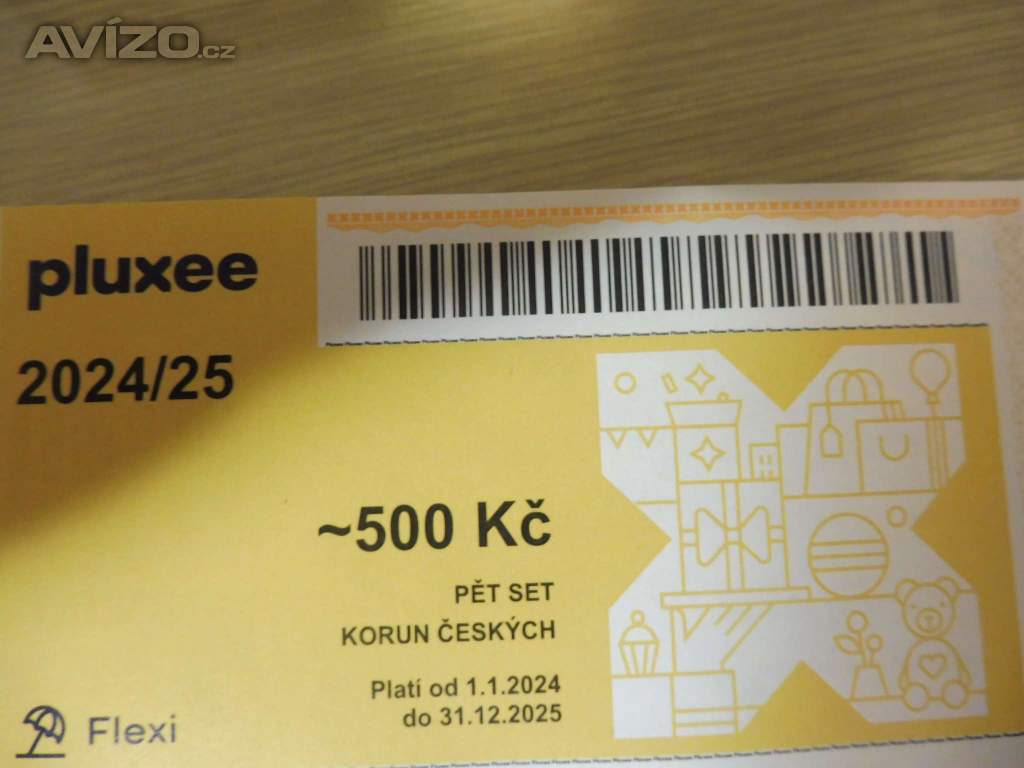 AVÍZO.cz
pluxee
2024/25
~500 Kč
PĚT SET
KORUN ČESKÝCH
Platí od 1.1.2024
do 31.12.2025
Flexi